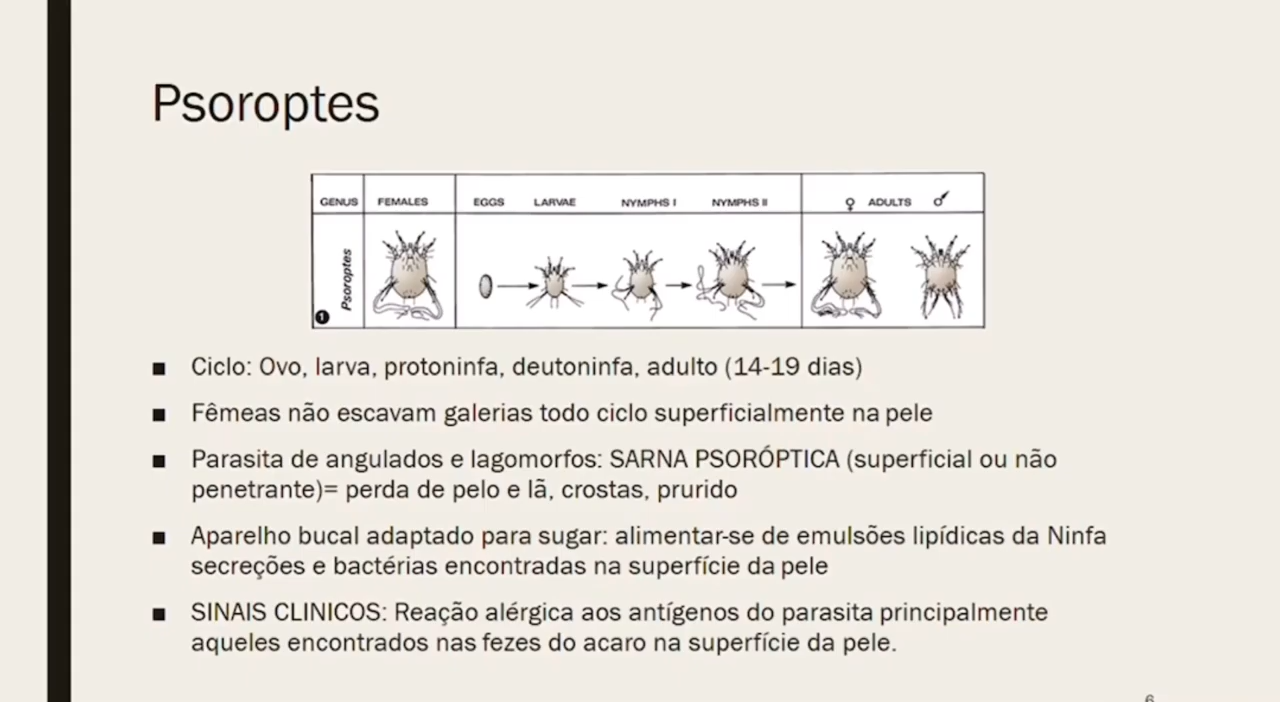 Psoroptes
GENUS FEMALES EGGS LARVAE NYMPHS I NYMPHS II ♀ ADULTS ♂
Psoroptes
1
■ Ciclo: Ovo, larva, protoninfa, deutoninfa, adulto (14-19 dias)
■ Fêmeas não escavam galerias todo ciclo superficialmente na pele
■ Parasita de angulados e lagomorfos: SARNA PSORÓPTICA (superficial ou não
penetrante)= perda de pelo e lã, crostas, prurido
■ Aparelho bucal adaptado para sugar: alimentar-se de emulsões lipídicas da Ninfa
secreções e bactérias encontradas na superfície da pele
■ SINAIS CLINICOS: Reação alérgica aos antígenos do parasita principalmente
aqueles encontrados nas fezes do acaro na superfície da pele.
6